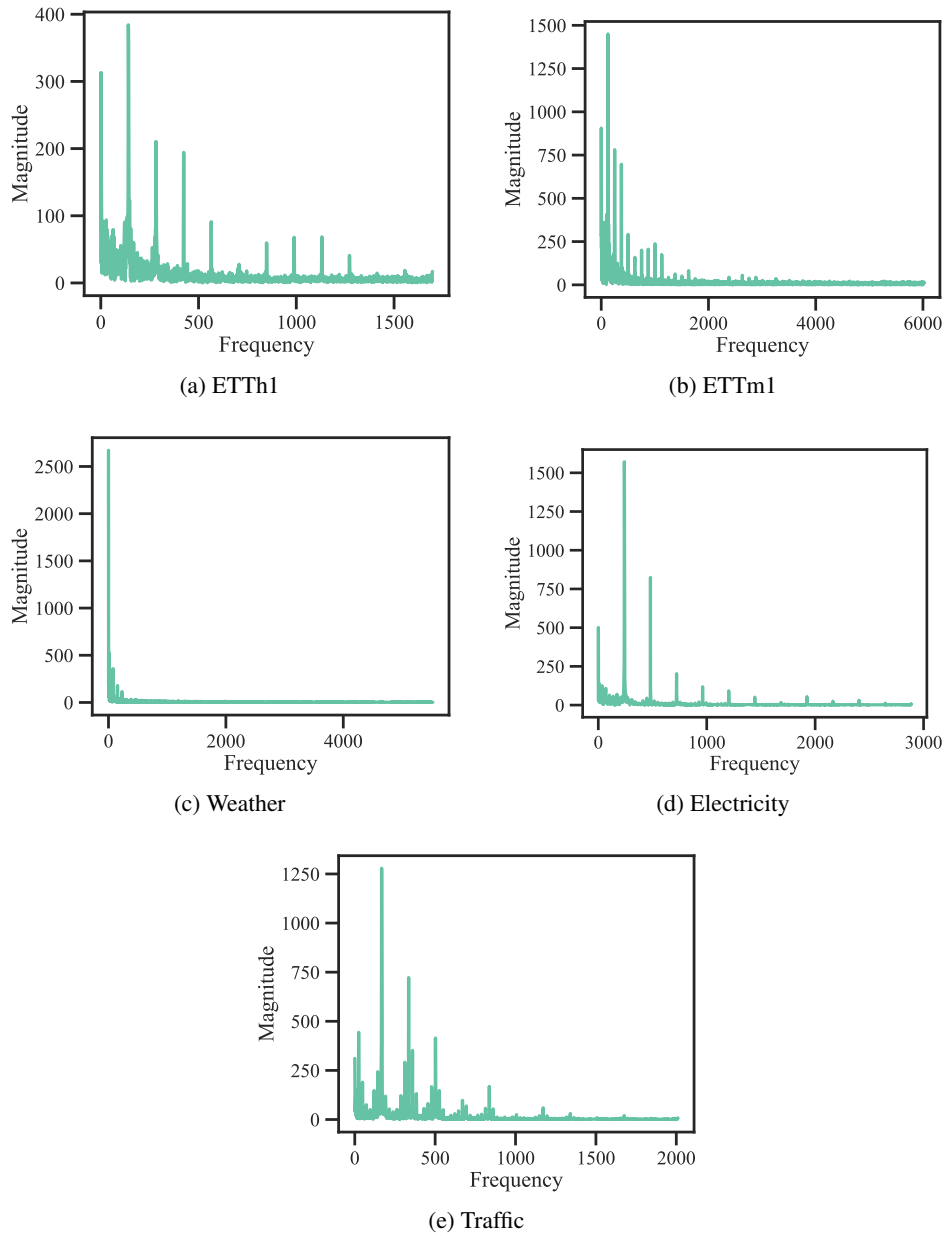 400
300
200
100
0
Magnitude
0 500 1000 1500
Frequency
(a) ETTh1
1500
1250
1000
750
500
250
0
Magnitude
0 2000 4000 6000
Frequency
(b) ETTm1
2500
2000
1500
1000
500
0
Magnitude
0 2000 4000
Frequency
(c) Weather
1500
1250
1000
750
500
250
0
Magnitude
0 1000 2000 3000
Frequency
(d) Electricity
1250
1000
750
500
250
0
Magnitude
0 500 1000 1500 2000
Frequency
(e) Traffic